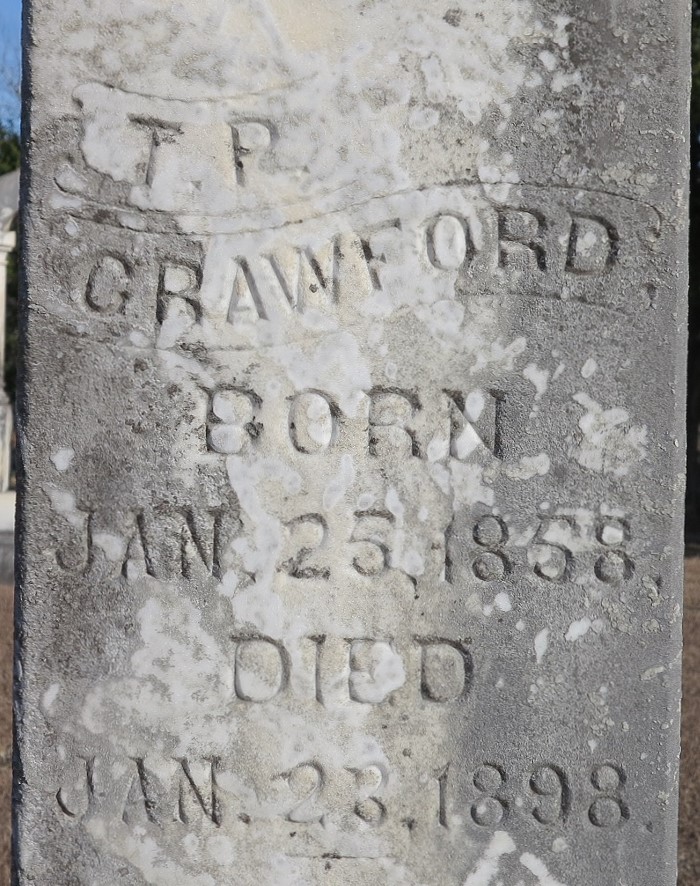 T. P.
CRAWFORD,
BORN
JAN. 25, 1858.
DIED
JAN. 23, 1898.